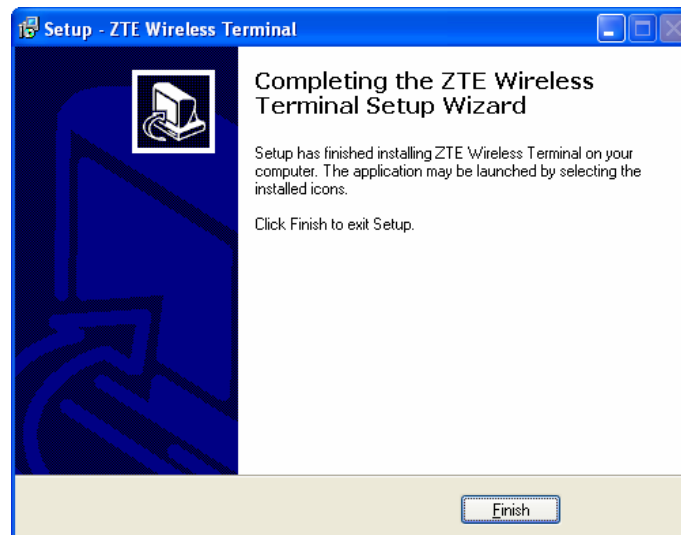 Setup - ZTE Wireless Terminal
Completing the ZTE Wireless
Terminal Setup Wizard
Setup has finished installing ZTE Wireless Terminal on your
computer. The application may be launched by selecting the
installed icons.
Click Finish to exit Setup.
Finish